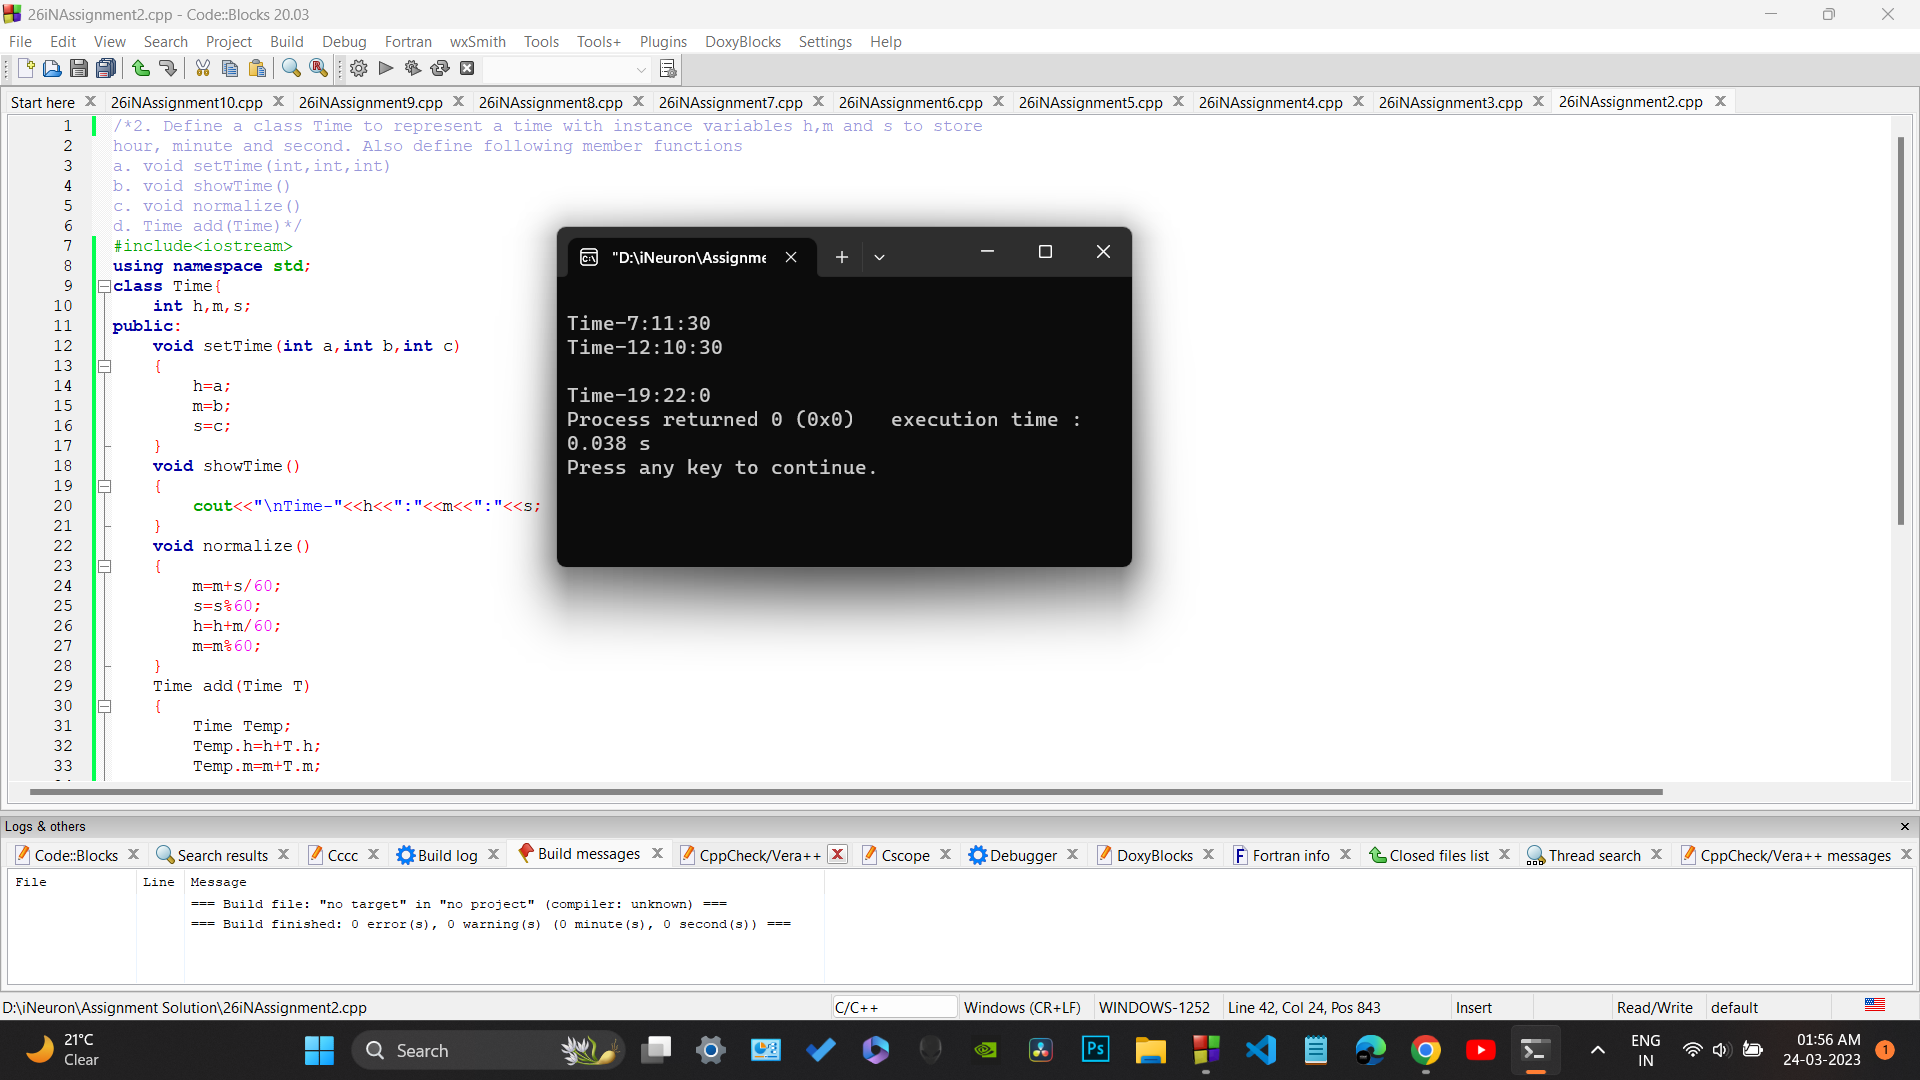 26iNAssignment2.cpp - Code::Blocks 20.03
File Edit View Search Project Build Debug Fortran wxSmith Tools Tools+ Plugins DoxyBlocks Settings Help
Start here 26iNAssignment10.cpp 26iNAssignment9.cpp 26iNAssignment8.cpp 26iNAssignment7.cpp 26iNAssignment6.cpp 26iNAssignment5.cpp 26iNAssignment4.cpp 26iNAssignment3.cpp 26iNAssignment2.cpp
1 /*2. Define a class Time to represent a time with instance variables h,m and s to store
2 hour, minute and second. Also define following member functions
3 a. void setTime(int,int,int)
4 b. void showTime()
5 c. void normalize()
6 d. Time add(Time)*/
7 #include<iostream>
8 using namespace std;
9 class Time{
10 int h,m,s;
11 public:
12 void setTime(int a,int b,int c)
13 {
14 h=a;
15 m=b;
16 s=c;
17 }
18 void showTime()
19 {
20 cout<<"\nTime-"<<h<<":"<<m<<":"<<s;
21 }
22 void normalize()
23 {
24 m=m+s/60;
25 s=s%60;
26 h=h+m/60;
27 m=m%60;
28 }
29 Time add(Time T)
30 {
31 Time Temp;
32 Temp.h=h+T.h;
33 Temp.m=m+T.m;
"D:\iNeuron\Assignme
Time-7:11:30
Time-12:10:30
Time-19:22:0
Process returned 0 (0x0) execution time :
0.038 s
Press any key to continue.
Logs & others
Code::Blocks Search results Cccc Build log Build messages CppCheck/Vera++ Cscope Debugger DoxyBlocks Fortran info Closed files list Thread search CppCheck/Vera++ messages
File Line Message
=== Build file: "no target" in "no project" (compiler: unknown) ===
=== Build finished: 0 error(s), 0 warning(s) (0 minute(s), 0 second(s)) ===
D:\iNeuron\Assignment Solution\26iNAssignment2.cpp C/C++ Windows (CR+LF) WINDOWS-1252 Line 42, Col 24, Pos 843 Insert Read/Write default
21°C
Clear
Search
Ps
ENG
IN
01:56 AM
24-03-2023
1